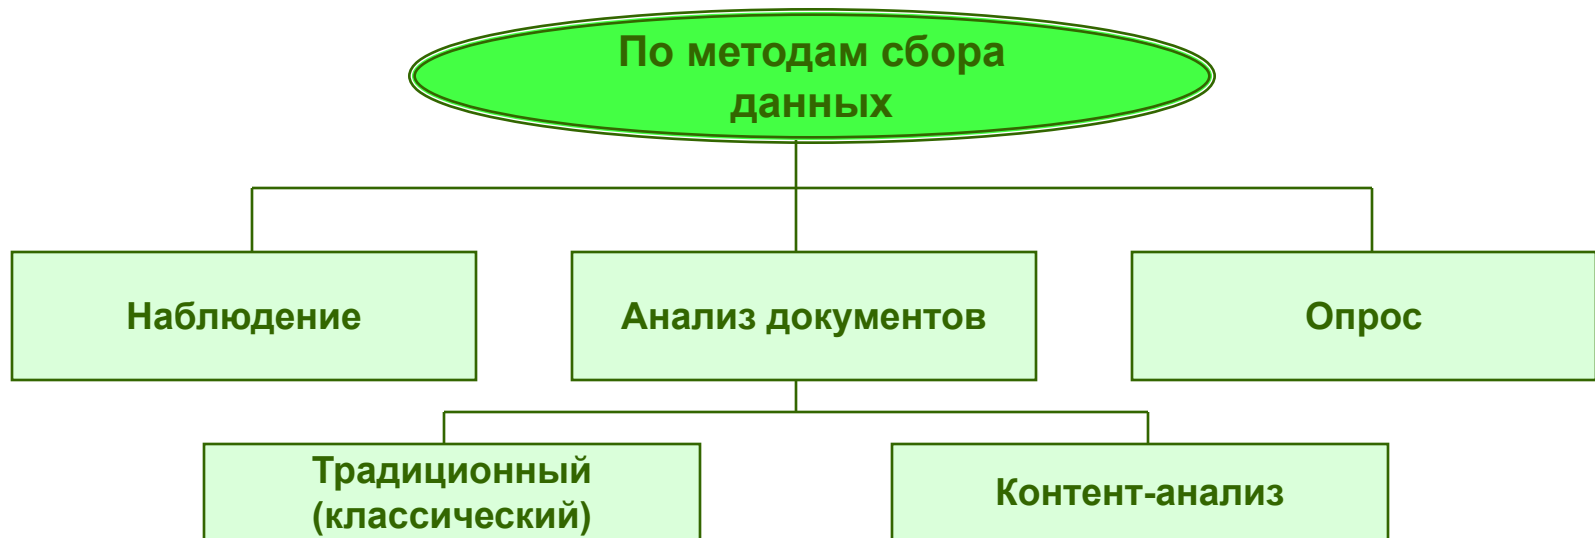 По методам сбора
данных
Наблюдение
Анализ документов
Опрос
Традиционный
(классический)
Контент-анализ